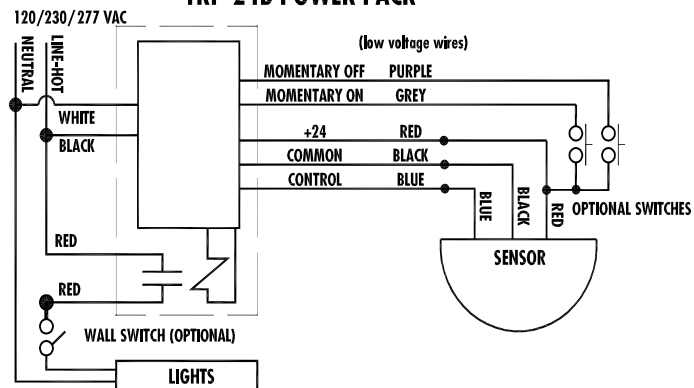 120/230/277 VAC
(low voltage wires)
NEUTRAL
LINE-HOT
MOMENTARY OFF PURPLE
MOMENTARY ON GREY
WHITE
+24 RED
BLACK
COMMON BLACK
CONTROL BLUE
BLUE
BLACK
RED
OPTIONAL SWITCHES
RED
SENSOR
RED
WALL SWITCH (OPTIONAL)
LIGHTS